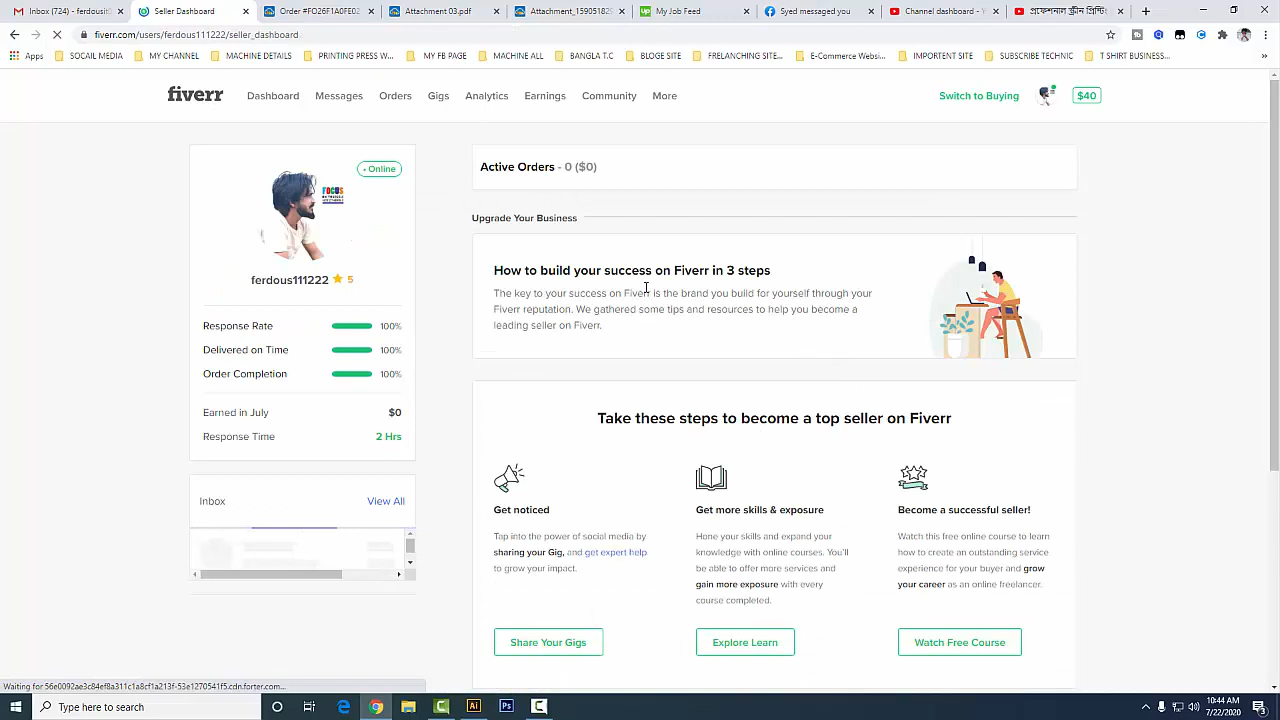 Inbox (724) - ferdousit
Seller Dashboard
Order #FO26F1A0FE02
Attachment 03.pdf
Attachment_159051829
My Job Feed
Syed messaged you
Channel dashboard - Y
fiverr.com/users/ferdous111222/seller_dashboard
Apps
SOCAIL MEDIA
MY CHANNEL
MACHINE DETAILS
PRINTING PRESS W...
MY FB PAGE
MACHINE ALL
BANGLA T.C
BLOGE SITE
FRELANCHING SITE...
E-Commerce Websi...
IMPORTENT SITE
SUBSCRIBE TECHNIC
T SHIRT BUSINESS...
fiverr
Dashboard
Messages
Orders
Gigs
Analytics
Earnings
Community
More
Switch to Buying
$40
• Online
FOCUS
ferdous111222 ★ 5
Response Rate 100%
Delivered on Time 100%
Order Completion 100%
Earned in July $0
Response Time 2 Hrs
Inbox View All
Active Orders - 0 ($0)
Upgrade Your Business
How to build your success on Fiverr in 3 steps
The key to your success on Fiverr is the brand you build for yourself through your
Fiverr reputation. We gathered some tips and resources to help you become a
leading seller on Fiverr.
Take these steps to become a top seller on Fiverr
Get noticed
Tap into the power of social media by
sharing your Gig, and get expert help
to grow your impact.
Share Your Gigs
Get more skills & exposure
Hone your skills and expand your
knowledge with online courses. You'll
be able to offer more services and
gain more exposure with every
course completed.
Explore Learn
Become a successful seller!
Watch this free online course to learn
how to create an outstanding service
experience for your buyer and grow
your career as an online freelancer.
Watch Free Course
Waiting for 56e0092ae3c84ef8a311c1a8cf1a213f-53e1270541f5.cdn.forter.com...
Type here to search
10:44 AM
7/22/2020